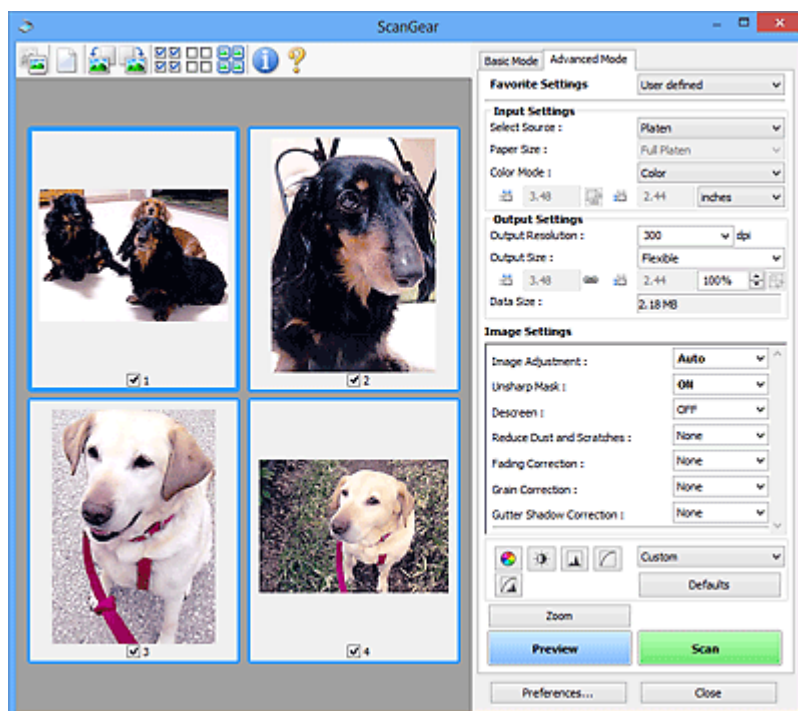 ScanGear
Basic Mode Advanced Mode
Favorite Settings User defined
Input Settings
Select Source : Platen
Paper Size : Full Platen
Color Mode : Color
3.48 2.44 inches
Output Settings
Output Resolution : 300 dpi
Output Size : Flexible
3.48 2.44 100%
Data Size : 2.18 MB
Image Settings
Image Adjustment : Auto
Unsharp Mask : ON
Descreen : OFF
Reduce Dust and Scratches : None
Fading Correction : None
Grain Correction : None
Gutter Shadow Correction : None
Custom
Defaults
Zoom
Preview Scan
Preferences... Close
1
2
3
4